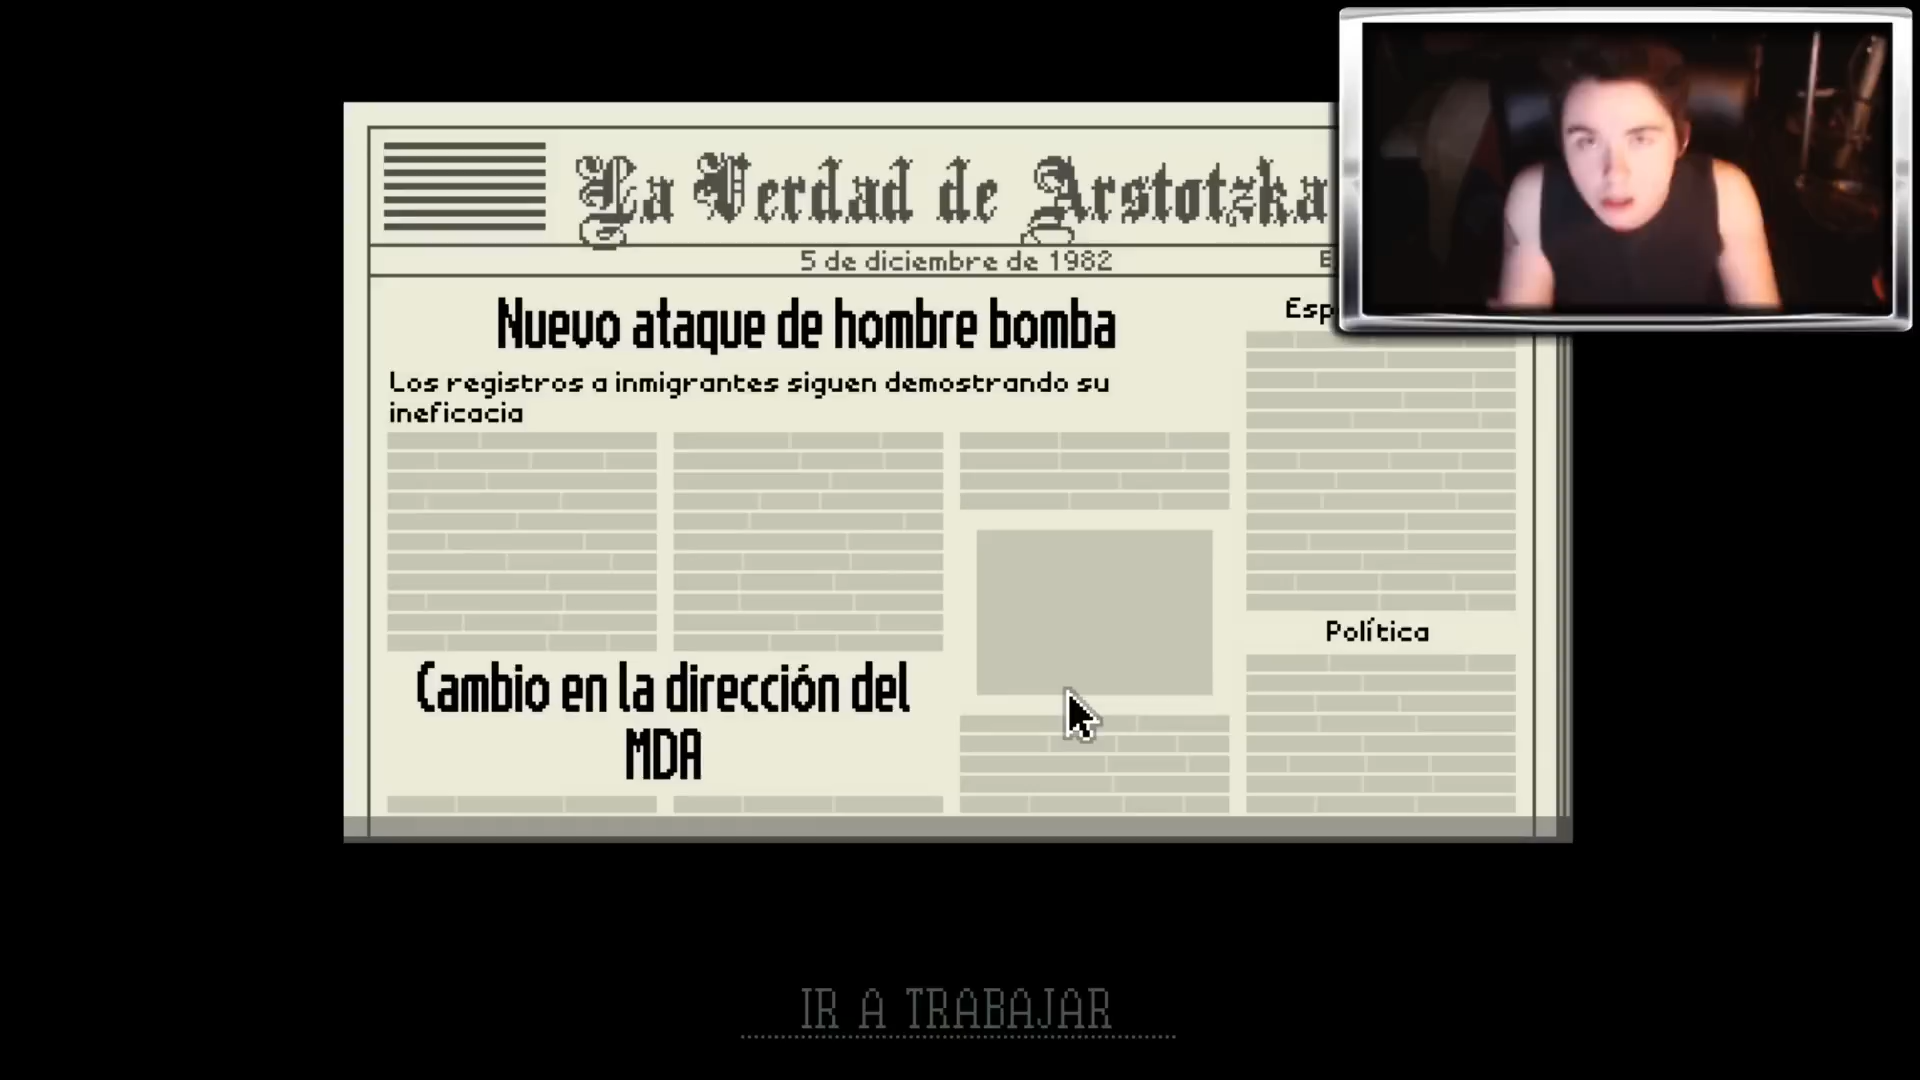 La Verdad de Arstotzka
5 de diciembre de 1982
Nuevo ataque de hombre bomba
Los registros a inmigrantes siguen demostrando su
ineficacia
Cambio en la dirección del
MDA
Política
IR A TRABAJAR